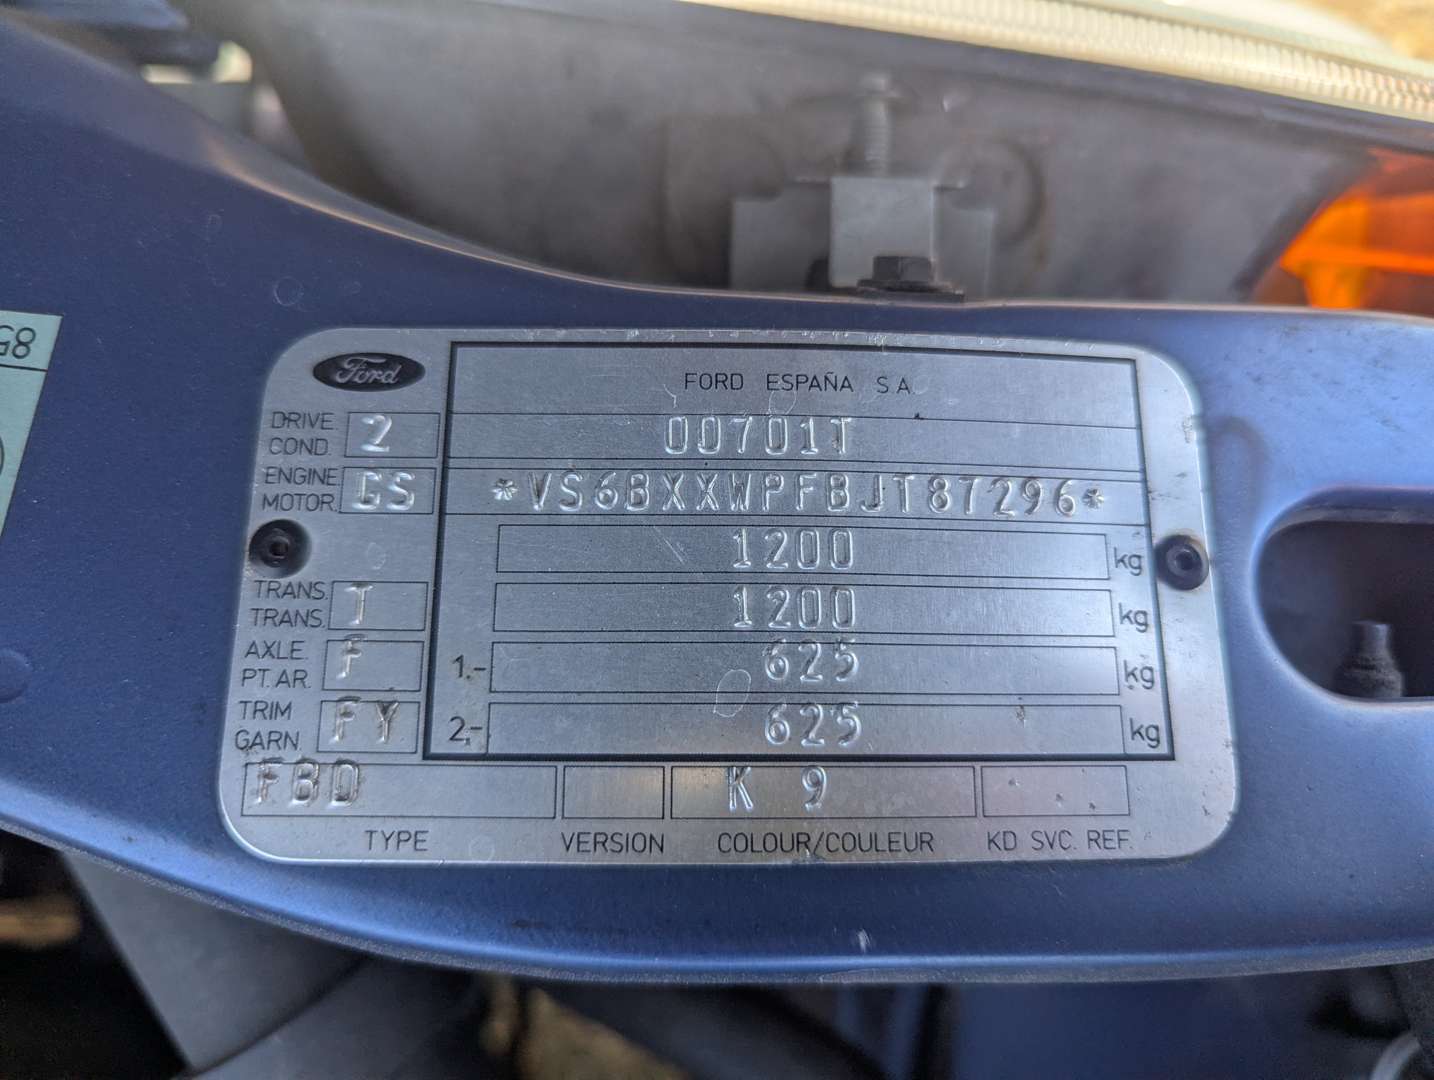 85
Ford
FORD ESPAÑA S.A.
DRIVE
COND. 2
00701T
ENGINE
MOTOR. GS
*VS6BXXWPFBJT87296*
1200 kg
TRANS.
TRANS. T
1200 kg
AXLE.
PT. AR. F
1.- 625 kg
TRIM
GARN. FY
2,- 625 kg
FBD K 9
TYPE VERSION COLOUR/COULEUR KD SVC. REF.